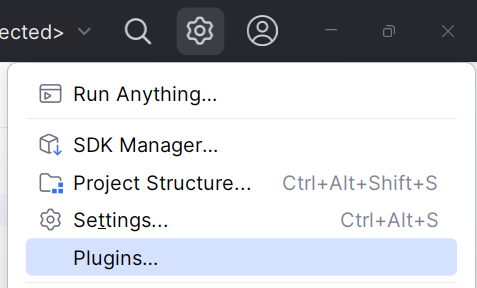 ected>
Run Anything...
SDK Manager...
Project Structure... Ctrl+Alt+Shift+S
Settings... Ctrl+Alt+S
Plugins...